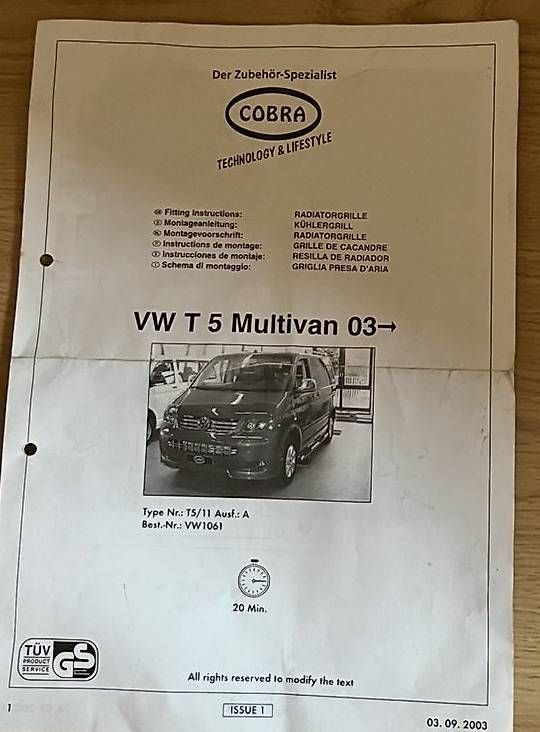 Der Zubehör-Spezialist
COBRA
TECHNOLOGY & LIFESTYLE
GB Fitting instructions: RADIATORGRILLE
D Montageanleitung: KÜHLERGRILL
NL Montagevoorschrift: RADIATORGRILLE
F Instructions de montage: GRILLE DE CACANDRE
E Instrucciones de montaje: RESILLA DE RADIADOR
I Schema di montaggio: GRIGLIA PRESA D'ARIA
VW T 5 Multivan 03→
COBRA
Type Nr.: T5/11 Ausf.: A
Best.-Nr.: VW1061
20 Min.
TÜV
PRODUCT
SERVICE
GS
All rights reserved to modify the text
1
ISSUE 1
03. 09. 2003